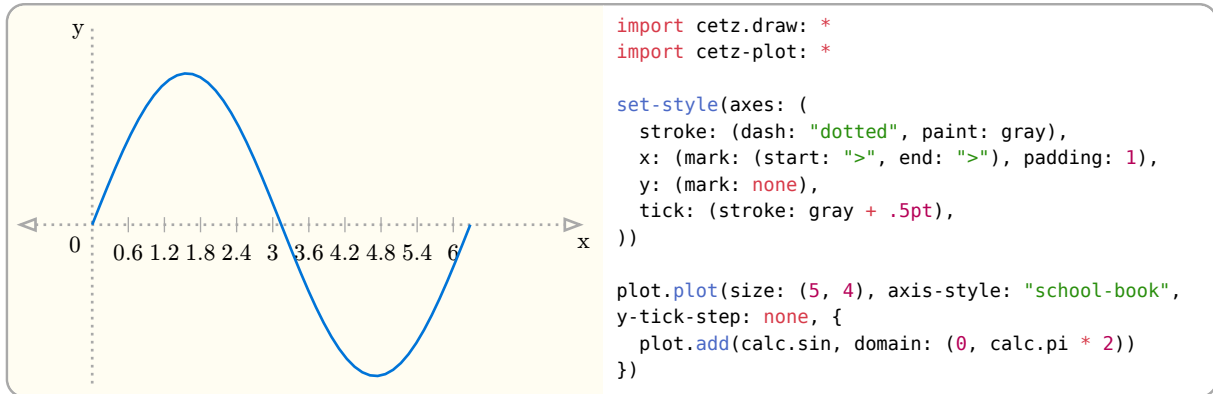 y
0
0.6 1.2 1.8 2.4 3 3.6 4.2 4.8 5.4 6
x
import cetz.draw: *
import cetz-plot: *
set-style(axes: (
  stroke: (dash: "dotted", paint: gray),
  x: (mark: (start: ">", end: ">"), padding: 1),
  y: (mark: none),
  tick: (stroke: gray + .5pt),
))
plot.plot(size: (5, 4), axis-style: "school-book",
y-tick-step: none, {
  plot.add(calc.sin, domain: (0, calc.pi * 2))
})